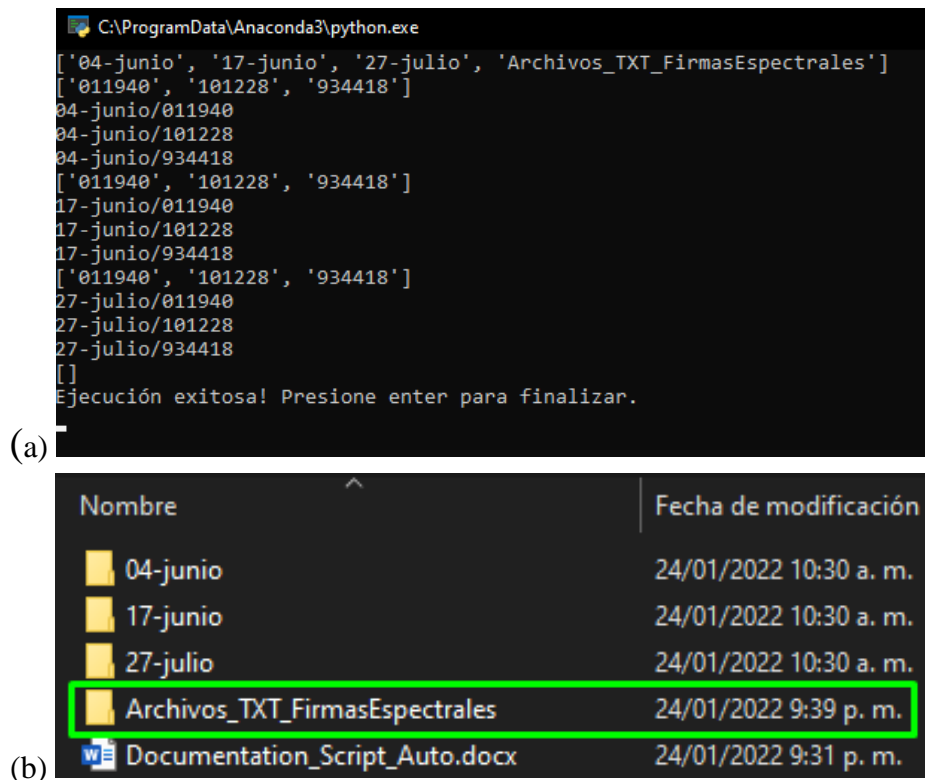 C:\ProgramData\Anaconda3\python.exe
['04-junio', '17-junio', '27-julio', 'Archivos_TXT_FirmasEspectrales']
['011940', '101228', '934418']
04-junio/011940
04-junio/101228
04-junio/934418
['011940', '101228', '934418']
17-junio/011940
17-junio/101228
17-junio/934418
['011940', '101228', '934418']
27-julio/011940
27-julio/101228
27-julio/934418
[]
Ejecución exitosa! Presione enter para finalizar.
(a)
Nombre Fecha de modificación
04-junio 24/01/2022 10:30 a. m.
17-junio 24/01/2022 10:30 a. m.
27-julio 24/01/2022 10:30 a. m.
Archivos_TXT_FirmasEspectrales 24/01/2022 9:39 p. m.
Documentation_Script_Auto.docx 24/01/2022 9:31 p. m.
(b)